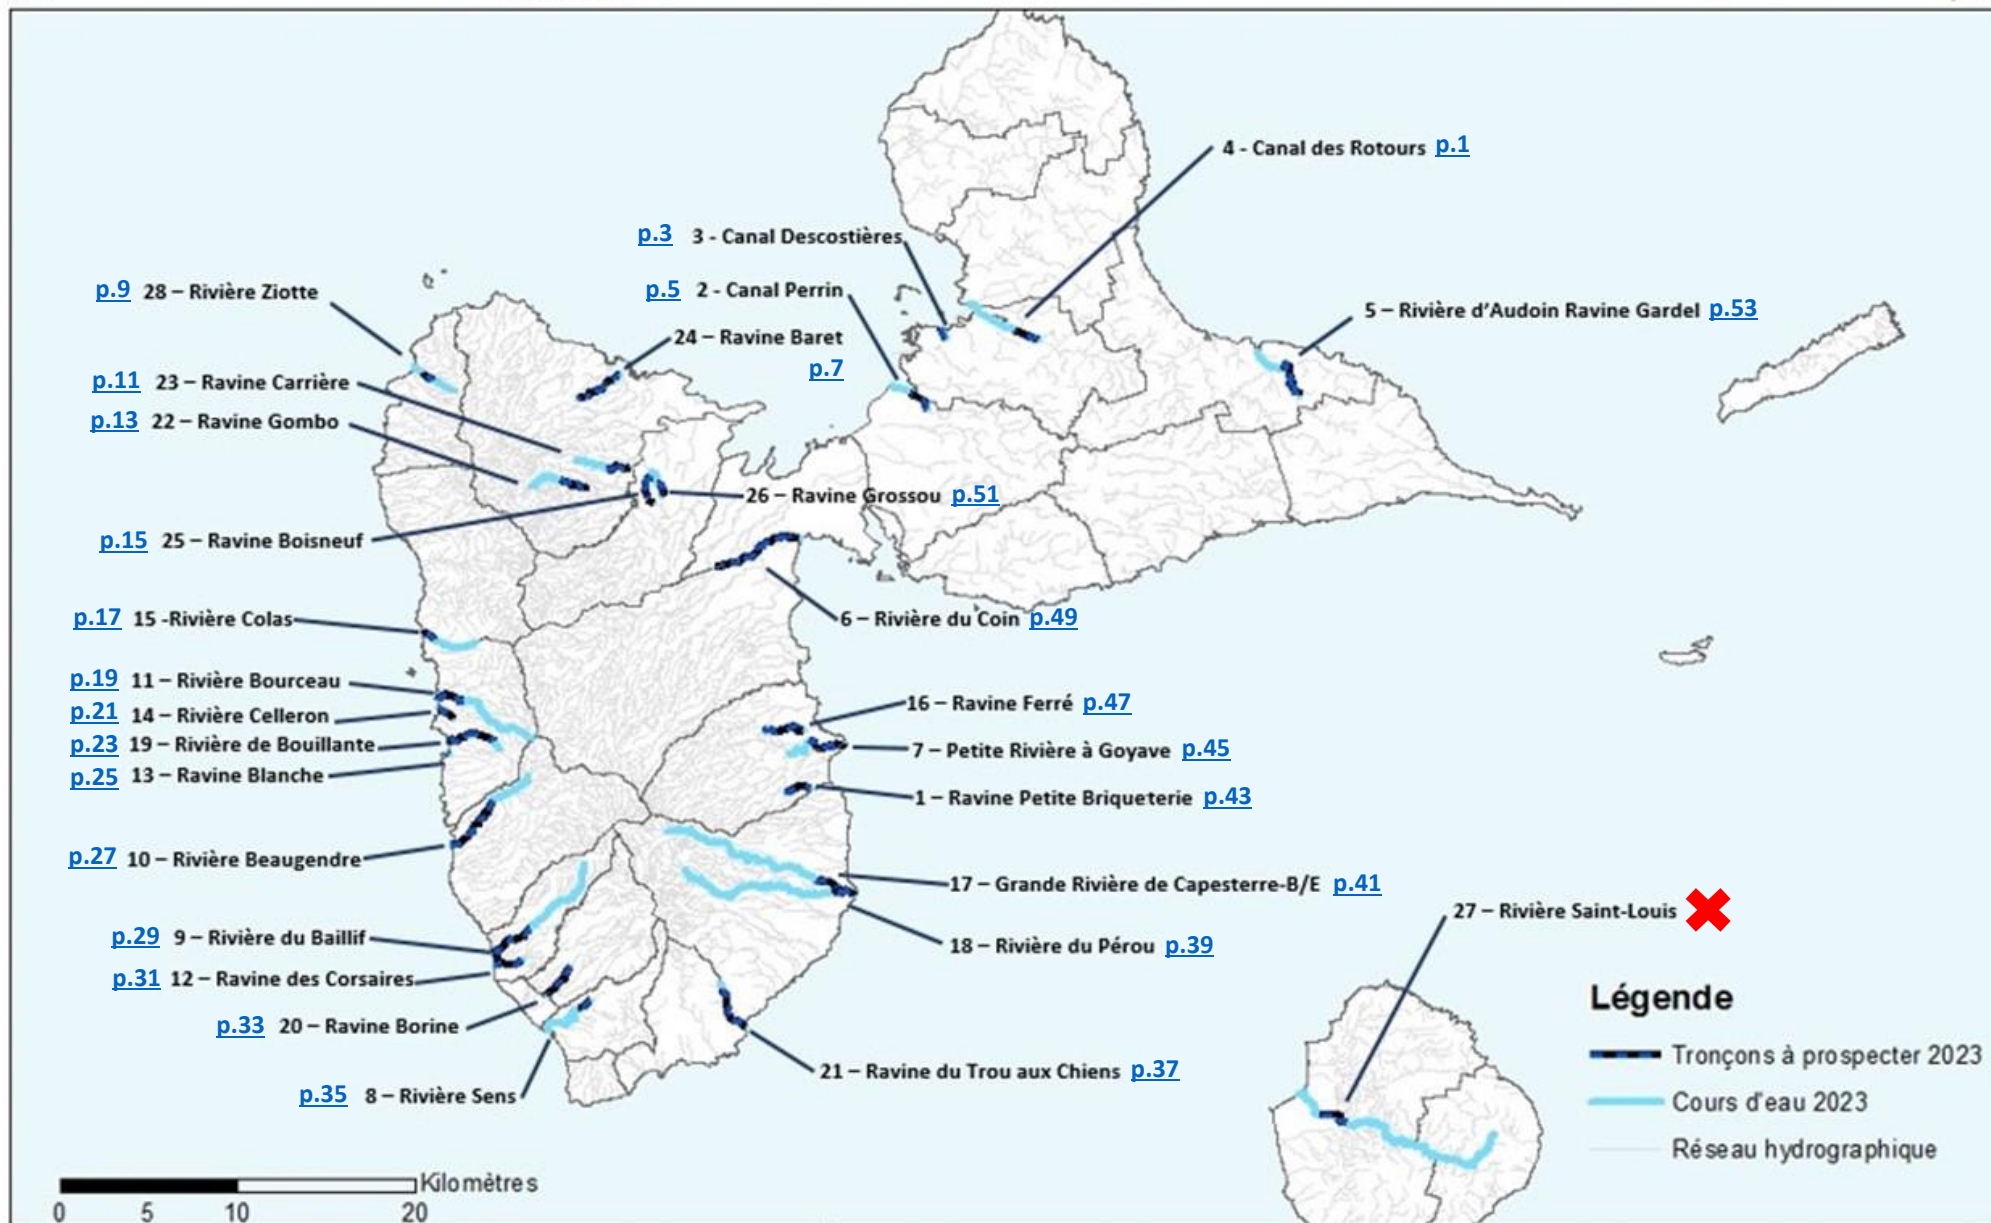 4 - Canal des Rotours p.1
p.3 3 - Canal Descostières
p.5 2 - Canal Perrin
p.9 28 – Rivière Ziotte
5 – Rivière d'Audoin Ravine Gardel p.53
24 – Ravine Baret
p.7
p.11 23 – Ravine Carrière
p.13 22 – Ravine Gombo
26 – Ravine Grossou p.51
p.15 25 – Ravine Boisneuf
p.17 15 -Rivière Colas
6 – Rivière du Coin p.49
p.19 11 – Rivière Bourceau
16 – Ravine Ferré p.47
p.21 14 – Rivière Celleron
p.23 19 – Rivière de Bouillante
7 – Petite Rivière à Goyave p.45
p.25 13 – Ravine Blanche
1 – Ravine Petite Briqueterie p.43
p.27 10 – Rivière Beaugendre
17 – Grande Rivière de Capesterre-B/E p.41
27 – Rivière Saint-Louis
p.29 9 – Rivière du Baillif
18 – Rivière du Pérou p.39
p.31 12 – Ravine des Corsaires
p.33 20 – Ravine Borine
21 – Ravine du Trou aux Chiens p.37
p.35 8 – Rivière Sens
Légende
Tronçons à prospecter 2023
Cours d'eau 2023
Réseau hydrographique
Kilomètres
0 5 10 20